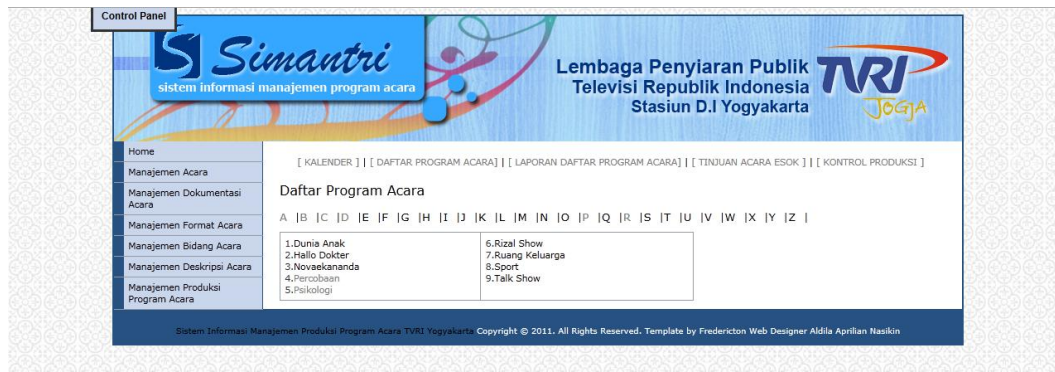 Control Panel
Simantri
sistem informasi manajemen program acara
Lembaga Penyiaran Publik
Televisi Republik Indonesia
Stasiun D.I Yogyakarta
TVRI
JOGJA
Home
Manajemen Acara
Manajemen Dokumentasi
Acara
Manajemen Format Acara
Manajemen Bidang Acara
Manajemen Deskripsi Acara
Manajemen Produksi
Program Acara
[ KALENDER ] | [ DAFTAR PROGRAM ACARA] | [ LAPORAN DAFTAR PROGRAM ACARA] | [ TINJUAN ACARA ESOK ] | [ KONTROL PRODUKSI ]
Daftar Program Acara
A |B |C |D |E |F |G |H |I |J |K |L |M |N |O |P |Q |R |S |T |U |V |W |X |Y |Z |
1.Dunia Anak
2.Hallo Dokter
3.Novaekananda
4.Percobaan
5.Psikologi
6.Rizal Show
7.Ruang Keluarga
8.Sport
9.Talk Show
Sistem Informasi Manajemen Produksi Program Acara TVRI Yogyakarta Copyright © 2011. All Rights Reserved. Template by Fredericton Web Designer Aldila Aprilian Nasikin